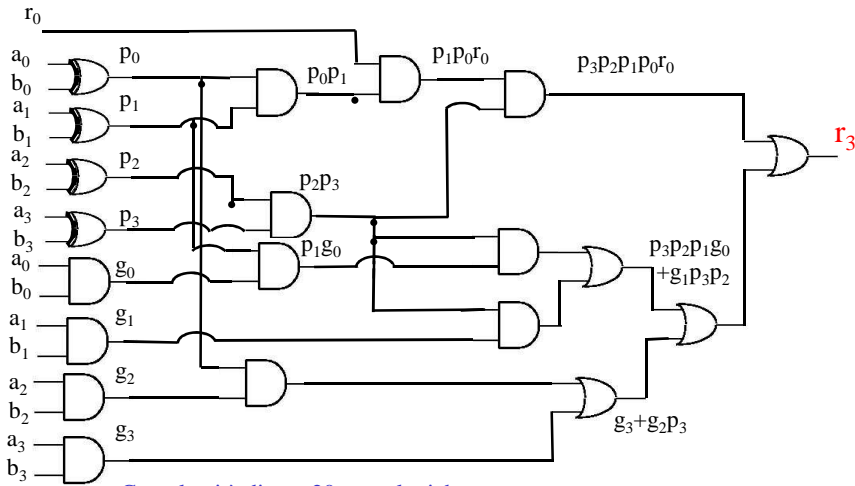 r₀
a₀
b₀
p₀
a₁
b₁
p₁
p₀p₁
p₁p₀r₀
p₃p₂p₁p₀r₀
r₃
a₂
b₂
p₂
p₂p₃
a₃
b₃
p₃
a₀
b₀
g₀
p₁g₀
p₃p₂p₁g₀
+g₁p₃p₂
a₁
b₁
g₁
a₂
b₂
g₂
g₃+g₂p₃
a₃
b₃
g₃